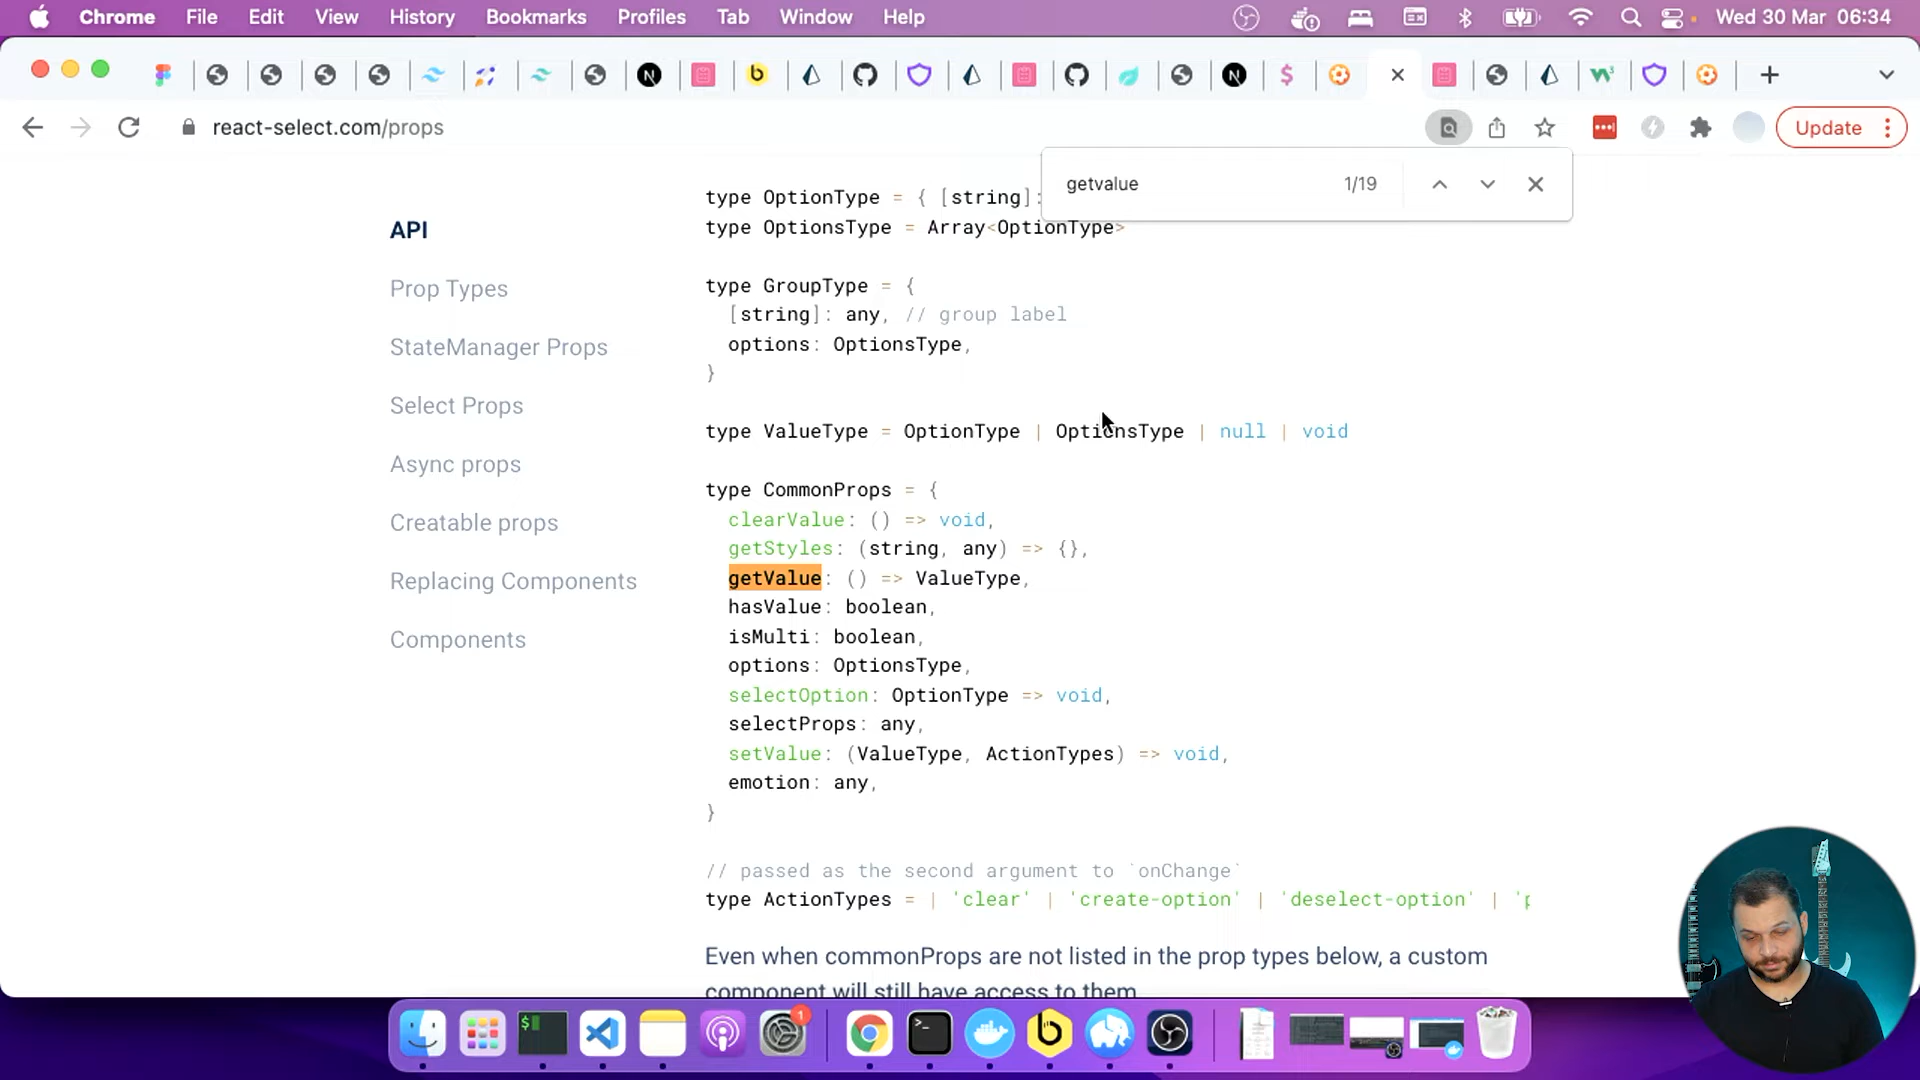 Chrome File Edit View History Bookmarks Profiles Tab Window Help Wed 30 Mar 06:34
react-select.com/props Update
getvalue 1/19
API
Prop Types
StateManager Props
Select Props
Async props
Creatable props
Replacing Components
Components
type OptionType = { [string]:
type OptionsType = Array<OptionType>
type GroupType = {
[string]: any, // group label
options: OptionsType,
}
type ValueType = OptionType | OptionsType | null | void
type CommonProps = {
clearValue: () => void,
getStyles: (string, any) => {},
getValue: () => ValueType,
hasValue: boolean,
isMulti: boolean,
options: OptionsType,
selectOption: OptionType => void,
selectProps: any,
setValue: (ValueType, ActionTypes) => void,
emotion: any,
}
// passed as the second argument to `onChange`
type ActionTypes = | 'clear' | 'create-option' | 'deselect-option' | 'p
Even when commonProps are not listed in the prop types below, a custom
component will still have access to them
1